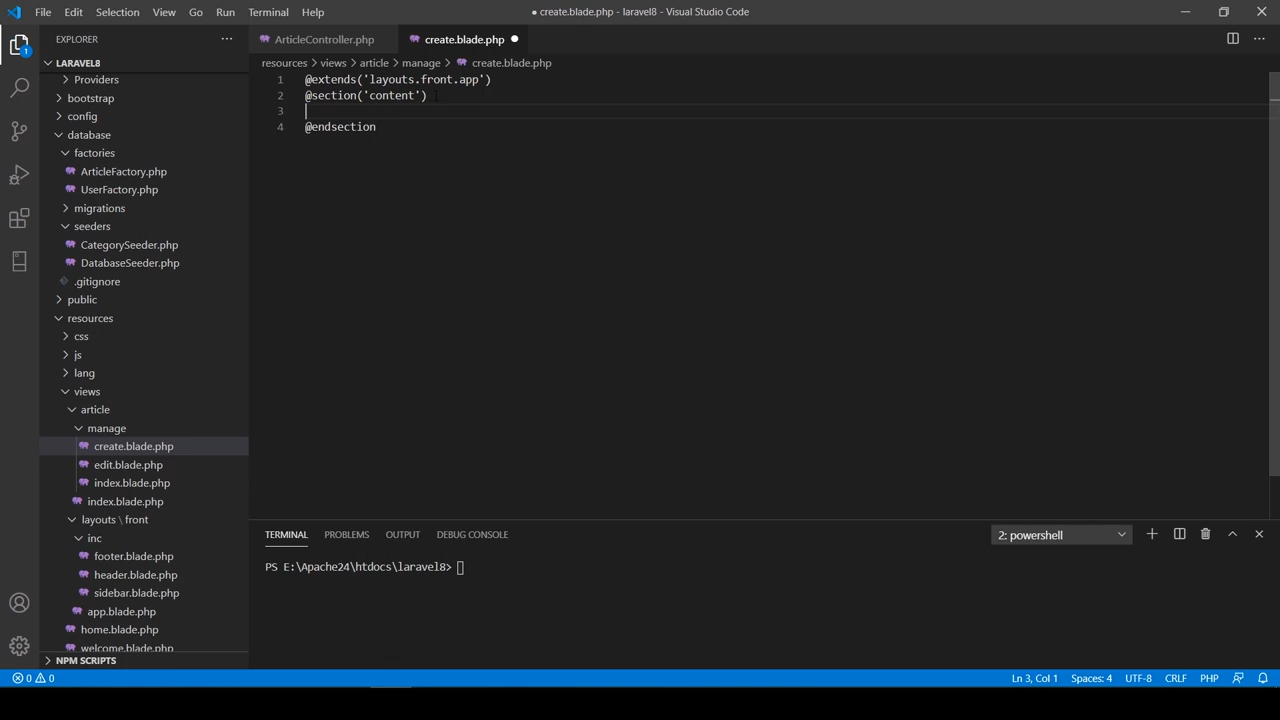 File Edit Selection View Go Run Terminal Help
● create.blade.php - laravel8 - Visual Studio Code
EXPLORER
ArticleController.php
create.blade.php
LARAVEL8
resources > views > article > manage > create.blade.php
1 @extends('layouts.front.app')
2 @section('content')
3
4 @endsection
Providers
bootstrap
config
database
factories
ArticleFactory.php
UserFactory.php
migrations
seeders
CategorySeeder.php
DatabaseSeeder.php
.gitignore
public
resources
css
js
lang
views
article
manage
create.blade.php
edit.blade.php
index.blade.php
index.blade.php
layouts \ front
inc
footer.blade.php
header.blade.php
sidebar.blade.php
app.blade.php
home.blade.php
welcome.blade.php
NPM SCRIPTS
1
TERMINAL PROBLEMS OUTPUT DEBUG CONSOLE
2: powershell
PS E:\Apache24\htdocs\laravel8>
0 0
Ln 3, Col 1 Spaces: 4 UTF-8 CRLF PHP